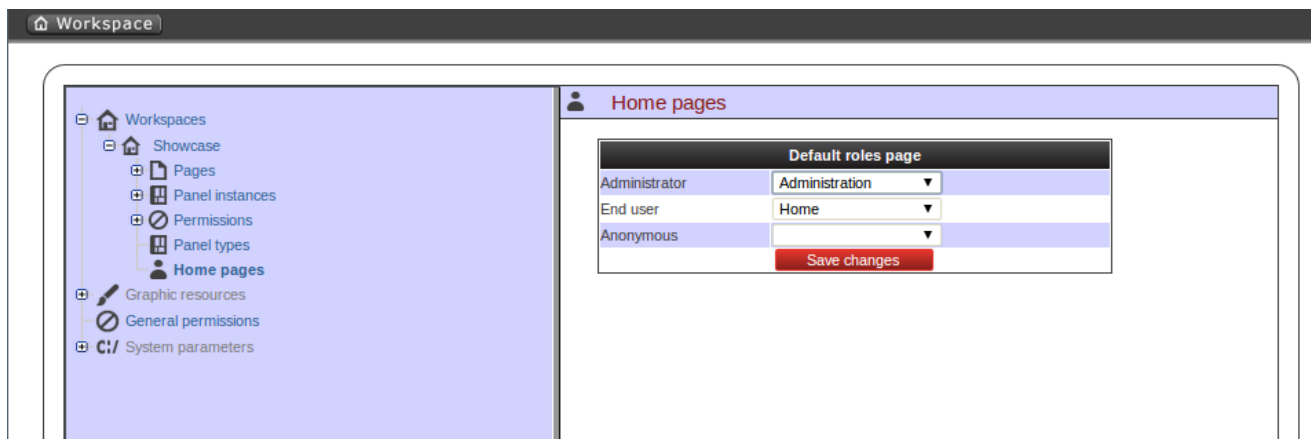 Workspace
Workspaces
Showcase
Pages
Panel instances
Permissions
Panel types
Home pages
Graphic resources
General permissions
C:/ System parameters
Home pages
Default roles page
Administrator Administration
End user Home
Anonymous
Save changes